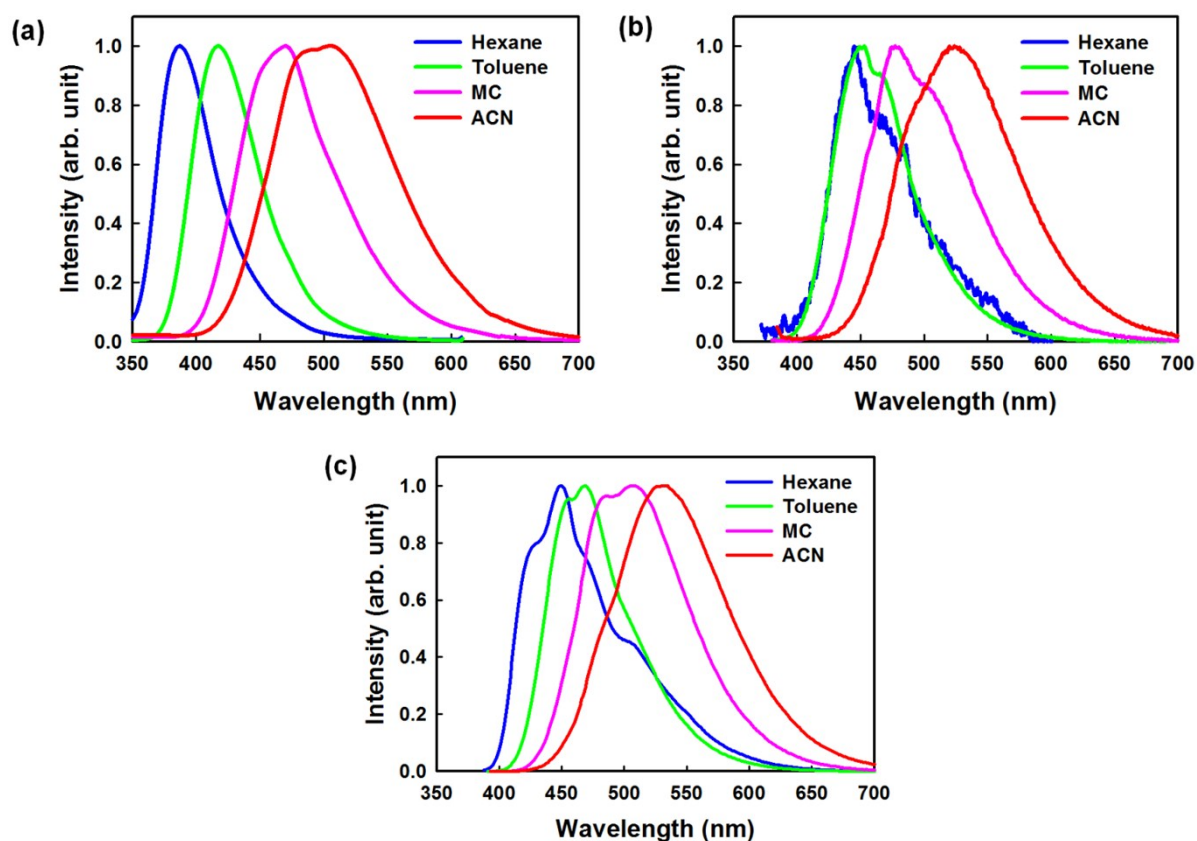 (a)
Intensity (arb. unit)
1.0
0.8
0.6
0.4
0.2
0.0
Hexane
Toluene
MC
ACN
350 400 450 500 550 600 650 700
Wavelength (nm)
(b)
Intensity (arb. unit)
1.0
0.8
0.6
0.4
0.2
0.0
Hexane
Toluene
MC
ACN
350 400 450 500 550 600 650 700
Wavelength (nm)
(c)
Intensity (arb. unit)
1.0
0.8
0.6
0.4
0.2
0.0
Hexane
Toluene
MC
ACN
350 400 450 500 550 600 650 700
Wavelength (nm)